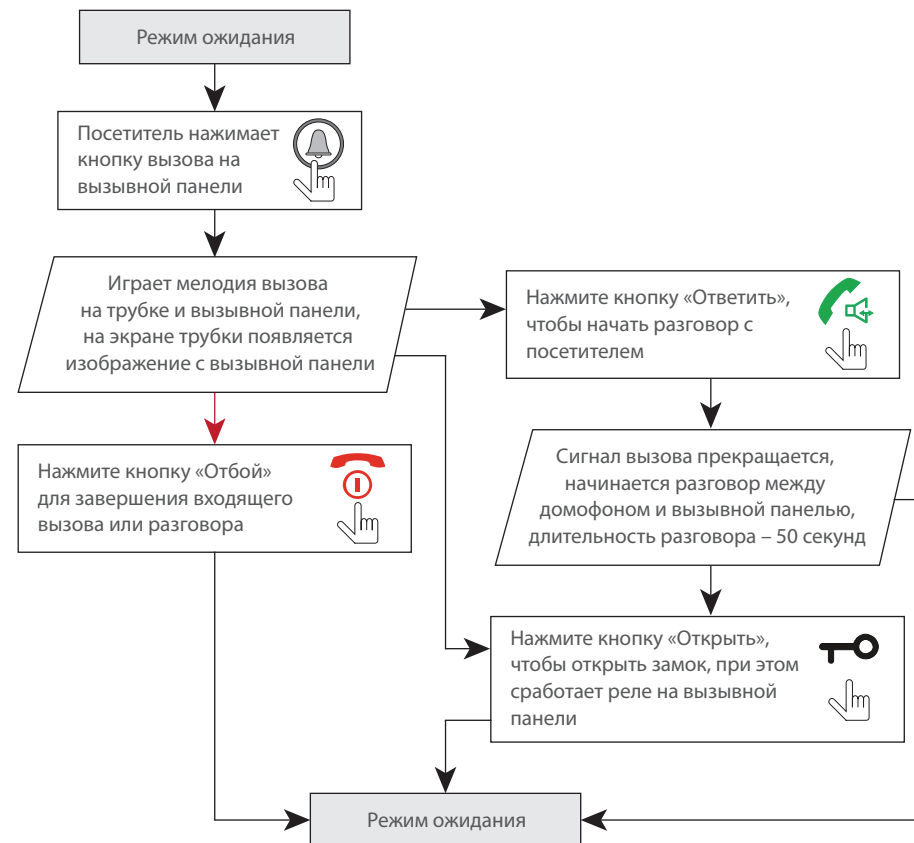 Режим ожидания
Посетитель нажимает
кнопку вызова на
вызывной панели
Играет мелодия вызова
на трубке и вызывной панели,
на экране трубки появляется
изображение с вызывной панели
Нажмите кнопку «Ответить»,
чтобы начать разговор с
посетителем
Нажмите кнопку «Отбой»
для завершения входящего
вызова или разговора
Сигнал вызова прекращается,
начинается разговор между
домофоном и вызывной панелью,
длительность разговора – 50 секунд
Нажмите кнопку «Открыть»,
чтобы открыть замок, при этом
сработает реле на вызывной
панели
Режим ожидания